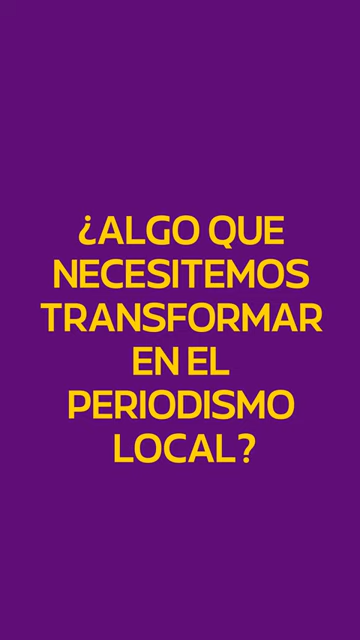 ¿ALGO QUE
NECESITEMOS
TRANSFORMAR
EN EL
PERIODISMO
LOCAL?